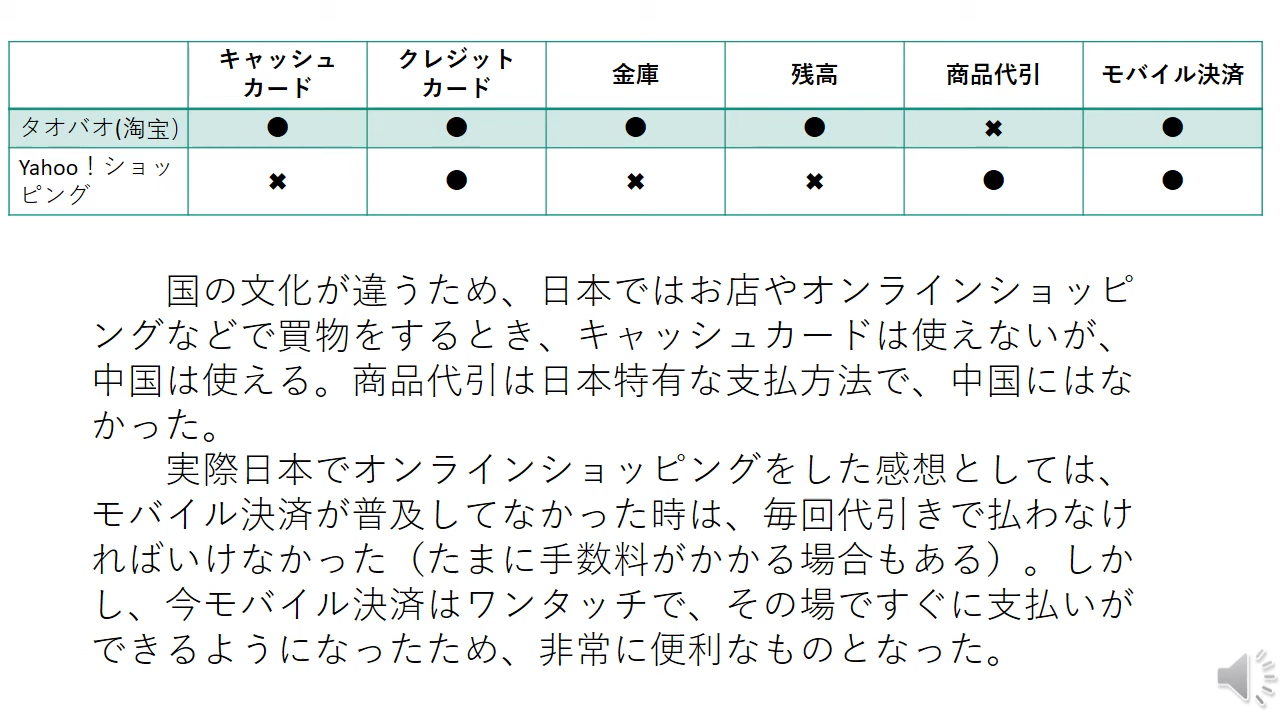 キャッシュ
カード
クレジット
カード
金庫
残高
商品代引
モバイル決済
タオバオ(淘宝)
● ● ● ● ✖ ●
Yahoo！ショッ
ピング
✖ ● ✖ ✖ ● ●
国の文化が違うため、日本ではお店やオンラインショッピ
ングなどで買物をするとき、キャッシュカードは使えないが、
中国は使える。商品代引は日本特有な支払方法で、中国にはな
かった。
実際日本でオンラインショッピングをした感想としては、
モバイル決済が普及してなかった時は、毎回代引きで払わなけ
ればいけなかった（たまに手数料がかかる場合もある）。しか
し、今モバイル決済はワンタッチで、その場ですぐに支払いが
できるようになったため、非常に便利なものとなった。